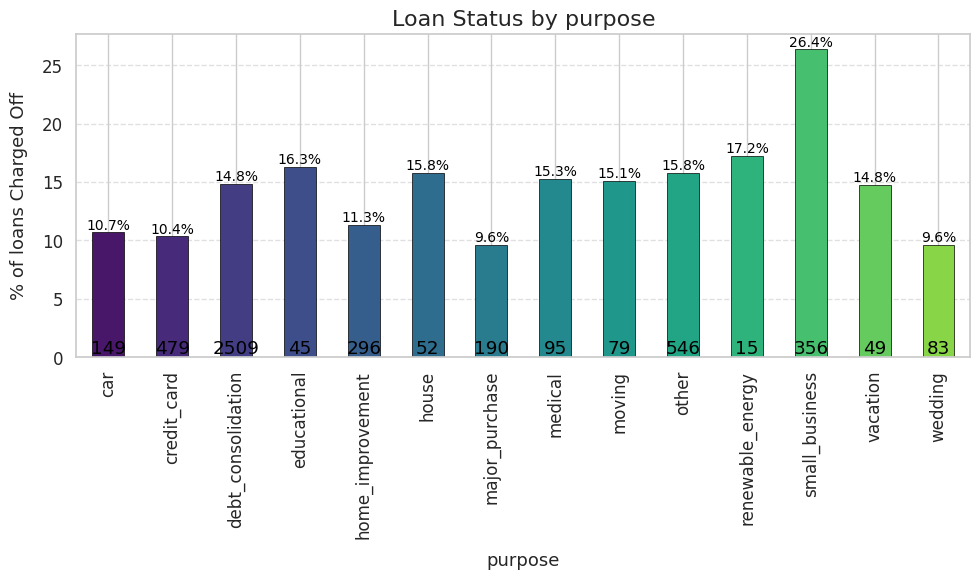 Loan Status by purpose
% of loans Charged Off
25
20
15
10
5
0
10.7%
10.4%
14.8%
16.3%
11.3%
15.8%
9.6%
15.3%
15.1%
15.8%
17.2%
26.4%
14.8%
9.6%
149
479
2509
45
296
52
190
95
79
546
15
356
49
83
car
credit_card
debt_consolidation
educational
home_improvement
house
major_purchase
medical
moving
other
renewable_energy
small_business
vacation
wedding
purpose